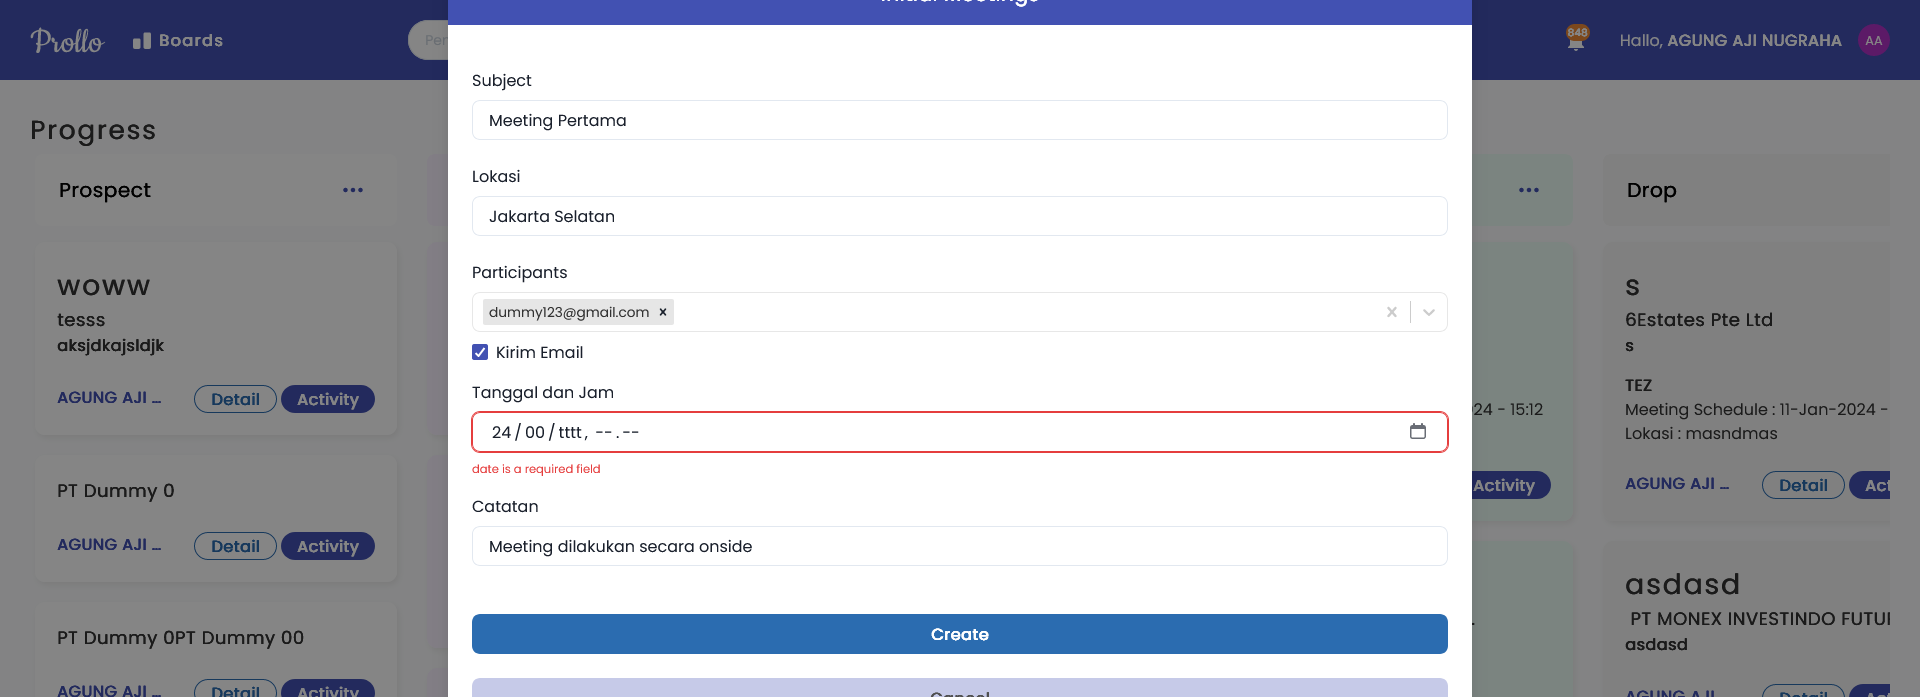 Initial Meetings
Prollo
Boards
Per
848
Hallo, AGUNG AJI NUGRAHA
AA
Progress
Prospect
Drop
woww
tesss
aksjdkajsldjk
AGUNG AJI ...
Detail
Activity
PT Dummy 0
AGUNG AJI ...
Detail
Activity
PT Dummy 0PT Dummy 00
AGUNG AJI ...
Detail
Activity
Subject
Meeting Pertama
Lokasi
Jakarta Selatan
Participants
dummy123@gmail.com
Kirim Email
Tanggal dan Jam
24/00/tttt, --.--
date is a required field
Catatan
Meeting dilakukan secara onside
Create
Cancel
24 - 15:12
Activity
s
6Estates Pte Ltd
s
TEZ
Meeting Schedule : 11-Jan-2024 -
Lokasi : masndmas
AGUNG AJI ...
Detail
Act
asdasd
PT MONEX INVESTINDO FUTU
asdasd
AGUNG AJI ...
Detail
Act